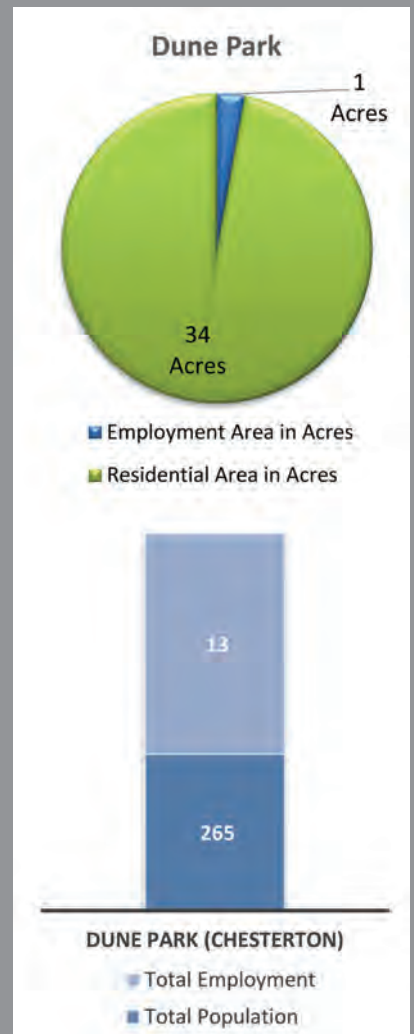 Dune Park
1
Acres
34
Acres
Employment Area in Acres
Residential Area in Acres
13
265
DUNE PARK (CHESTERTON)
Total Employment
Total Population